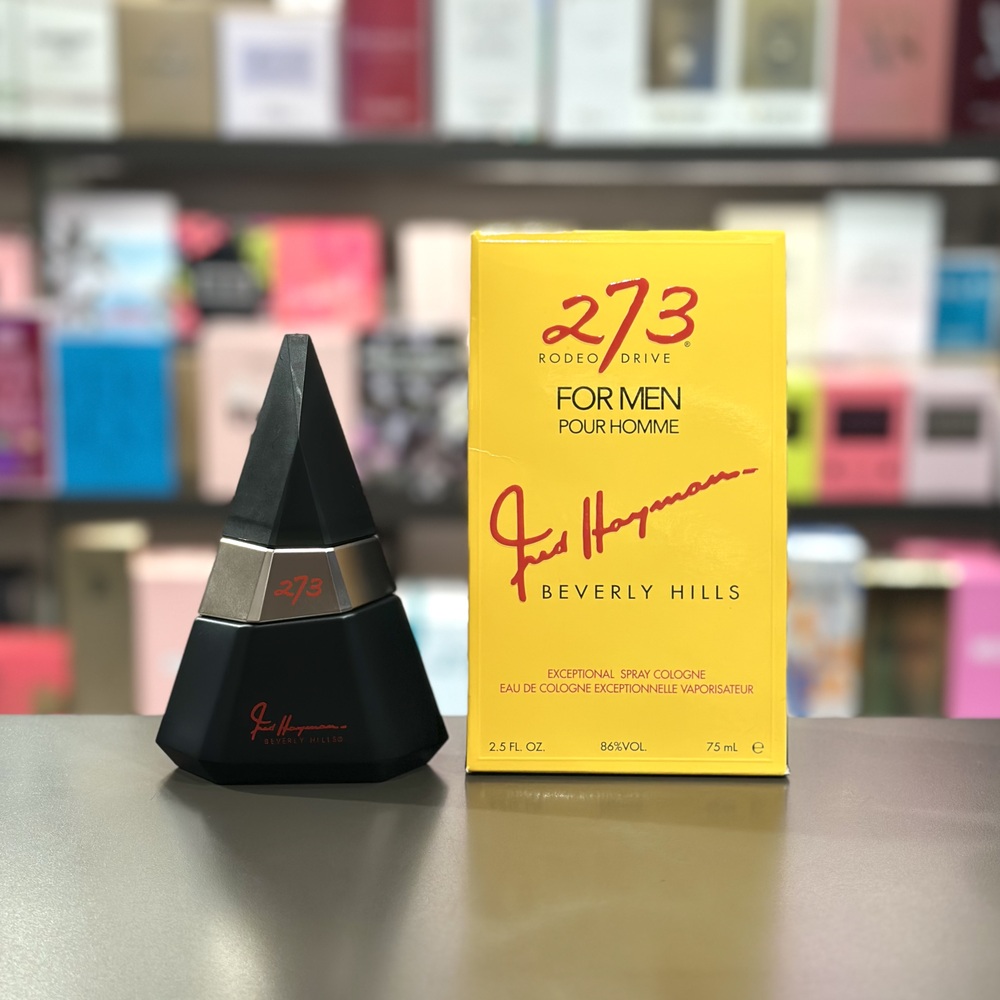 273
RODEO DRIVE ®
FOR MEN
POUR HOMME
Fred Hayman
BEVERLY HILLS
EXCEPTIONAL SPRAY COLOGNE
EAU DE COLOGNE EXCEPTIONNELLE VAPORISATEUR
2.5 FL. OZ. 86%VOL. 75 mL ℮
273
Fred Hayman
BEVERLY HILLS